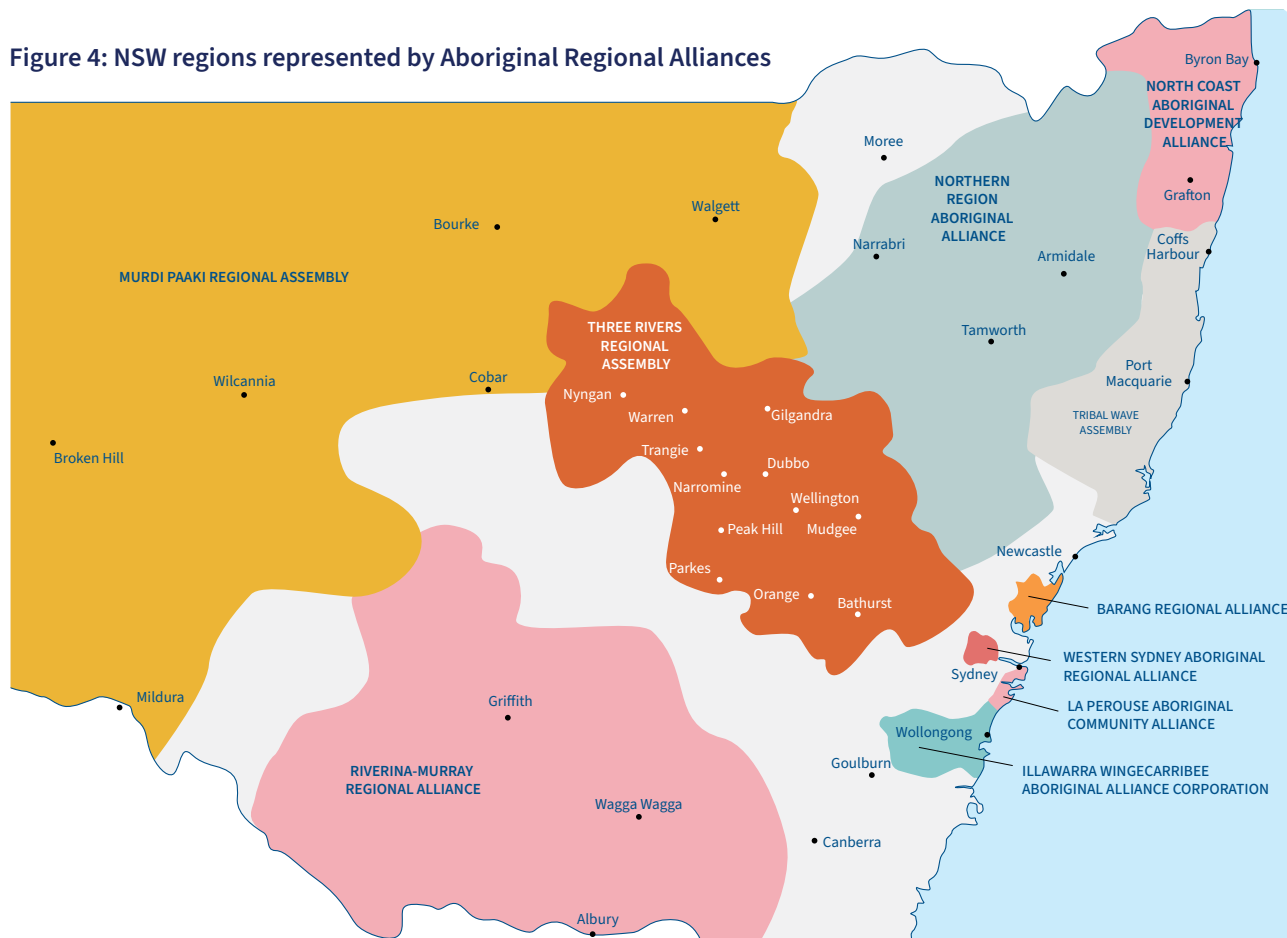 Figure 4: NSW regions represented by Aboriginal Regional Alliances
Byron Bay
NORTH COAST
ABORIGINAL
DEVELOPMENT
ALLIANCE
Moree
NORTHERN
REGION
ABORIGINAL
ALLIANCE
Grafton
Walgett
Bourke
Narrabri
Coffs
Harbour
Armidale
MURDI PAAKI REGIONAL ASSEMBLY
THREE RIVERS
REGIONAL
ASSEMBLY
Tamworth
Port
Macquarie
Wilcannia
Cobar
Nyngan
Warren
Gilgandra
TRIBAL WAVE
ASSEMBLY
Trangie
Broken Hill
Dubbo
Narromine
Wellington
Peak Hill
Mudgee
Newcastle
Parkes
Orange
Bathurst
BARANG REGIONAL ALLIANCE
WESTERN SYDNEY ABORIGINAL
REGIONAL ALLIANCE
Sydney
Mildura
Griffith
LA PEROUSE ABORIGINAL
COMMUNITY ALLIANCE
Wollongong
Goulburn
RIVERINA-MURRAY
REGIONAL ALLIANCE
ILLAWARRA WINGECARRIBEE
ABORIGINAL ALLIANCE CORPORATION
Wagga Wagga
Canberra
Albury